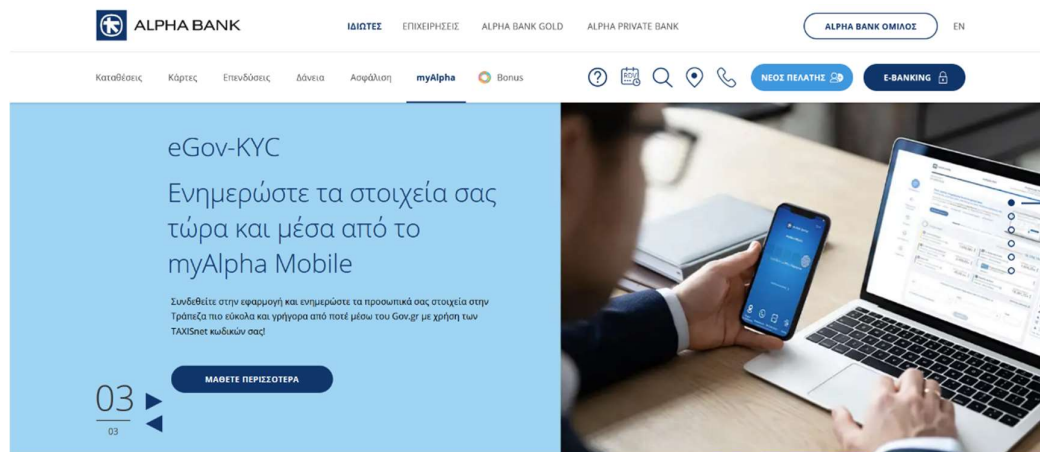 ALPHA BANK
ΙΔΙΩΤΕΣ ΕΠΙΧΕΙΡΗΣΕΙΣ ALPHA BANK GOLD ALPHA PRIVATE BANK
ALPHA BANK ΟΜΙΛΟΣ EN
Καταθέσεις Κάρτες Επενδύσεις Δάνεια Ασφάλιση myAlpha Bonus
RDV
ΝΕΟΣ ΠΕΛΑΤΗΣ E-BANKING
eGov-KYC
Ενημερώστε τα στοιχεία σας
τώρα και μέσα από το
myAlpha Mobile
Συνδεθείτε στην εφαρμογή και ενημερώστε τα προσωπικά σας στοιχεία στην
Τράπεζα πιο εύκολα και γρήγορα από ποτέ μέσω του Gov.gr με χρήση των
TAXISnet κωδικών σας!
ΜΑΘΕΤΕ ΠΕΡΙΣΣΟΤΕΡΑ
03
03